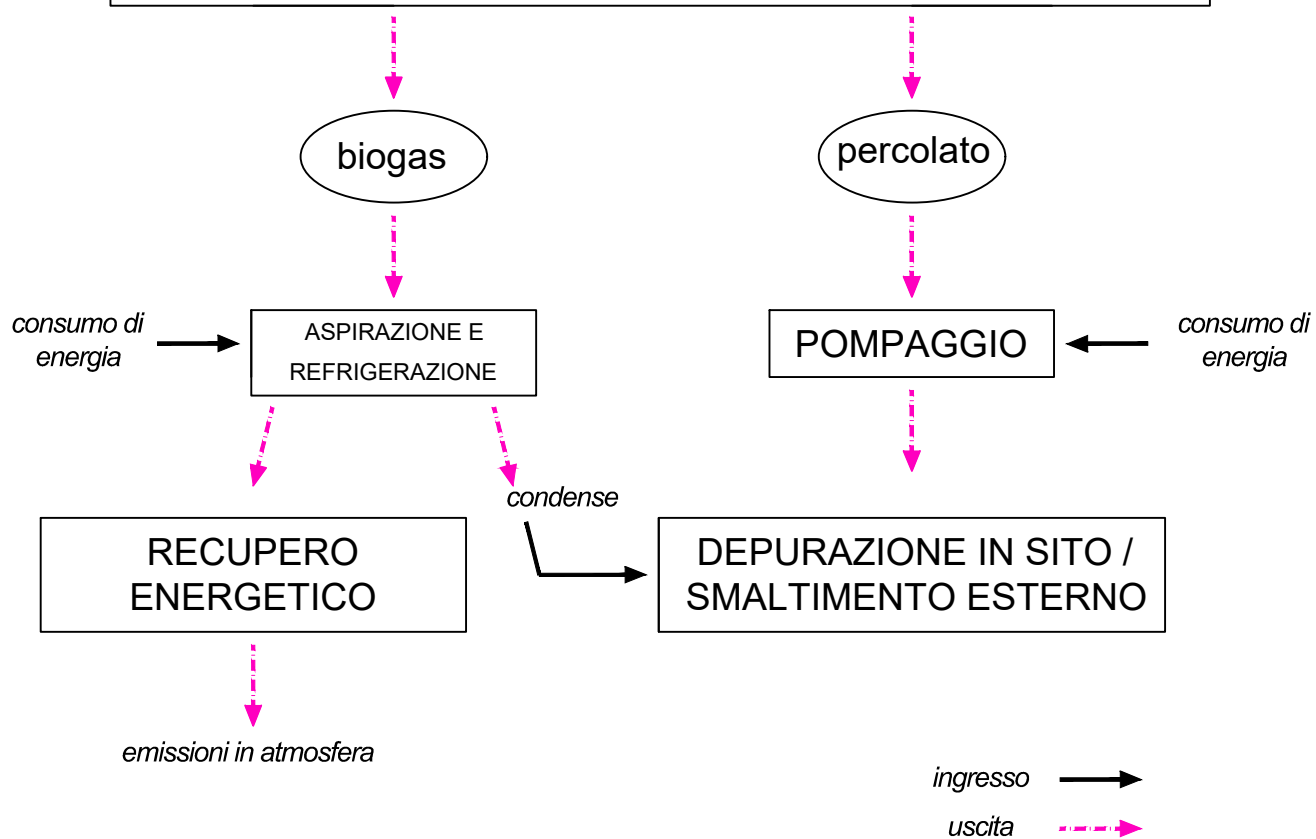 biogas
percolato
consumo di
energia
ASPIRAZIONE E
REFRIGERAZIONE
POMPAGGIO
consumo di
energia
condense
RECUPERO
ENERGETICO
DEPURAZIONE IN SITO /
SMALTIMENTO ESTERNO
emissioni in atmosfera
ingresso
uscita